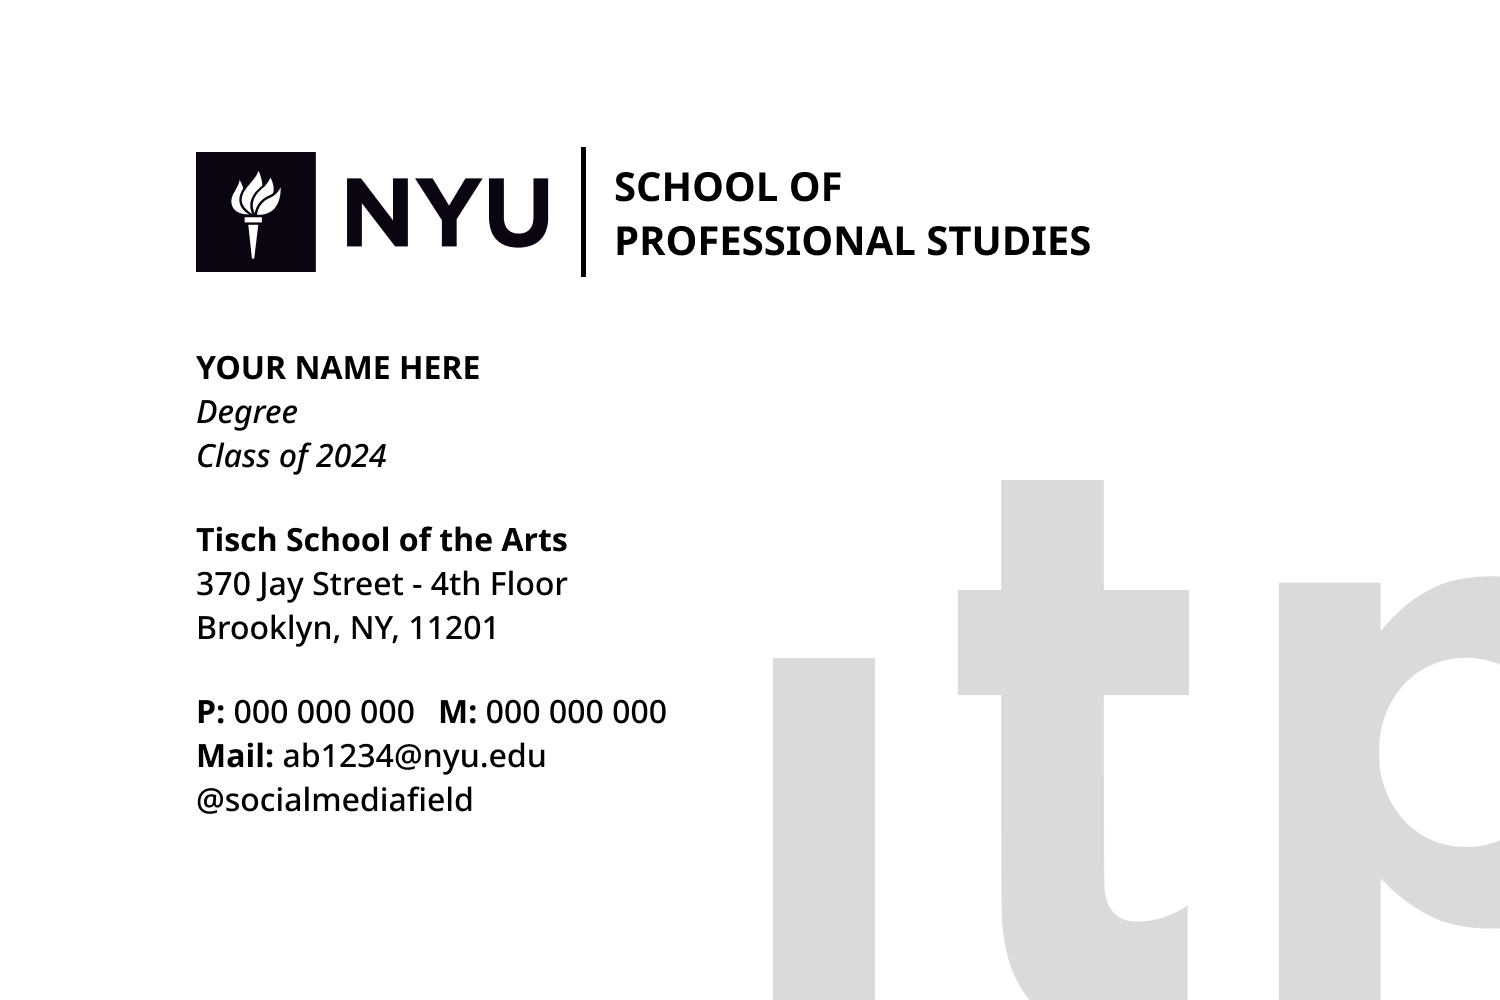 NYU
SCHOOL OF
PROFESSIONAL STUDIES
YOUR NAME HERE
Degree
Class of 2024
Tisch School of the Arts
370 Jay Street - 4th Floor
Brooklyn, NY, 11201
P: 000 000 000 M: 000 000 000
Mail: ab1234@nyu.edu
@socialmediafield
itp